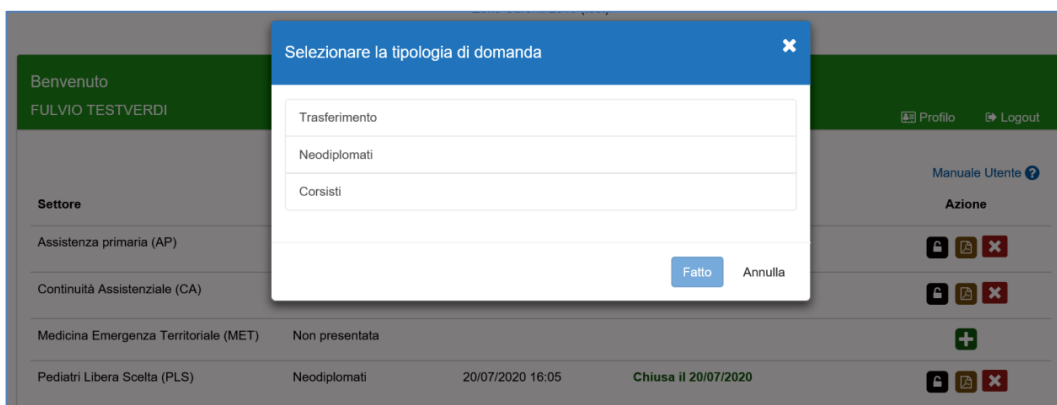 Selezionare la tipologia di domanda
Benvenuto
FULVIO TESTVERDI
Profilo Logout
Trasferimento
Neodiplomati
Corsisti
Fatto Annulla
Manuale Utente
Settore Azione
Assistenza primaria (AP)
Continuità Assistenziale (CA)
Medicina Emergenza Territoriale (MET) Non presentata
Pediatri Libera Scelta (PLS) Neodiplomati 20/07/2020 16:05 Chiusa il 20/07/2020